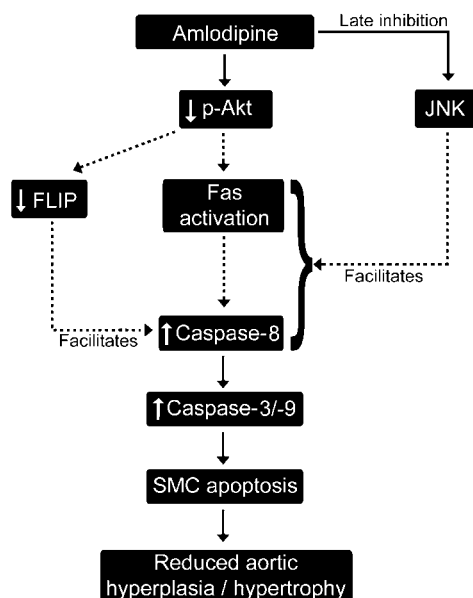 Amlodipine
Late inhibition
↓ p-Akt
JNK
↓ FLIP
Fas
activation
Facilitates
Facilitates
↑ Caspase-8
↑ Caspase-3/-9
SMC apoptosis
Reduced aortic
hyperplasia / hypertrophy